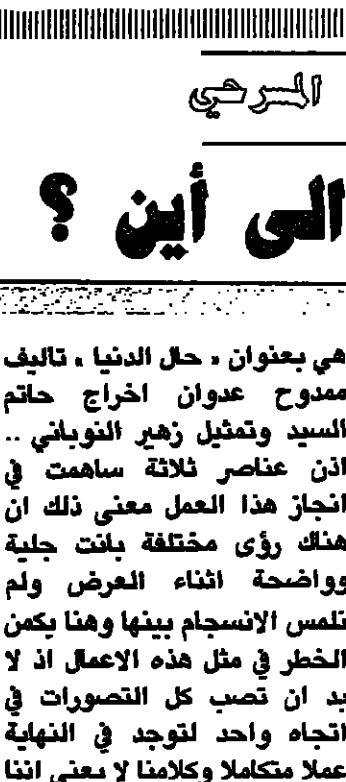 المسرحي
الى أين ؟
هي بعنوان « حال الدنيا » تاليف
ممدوح عدوان اخراج حاتم
السيد وتمثيل زهير النوباني ..
اذن عناصر ثلاثة ساهمت في
انجاز هذا العمل معنى ذلك ان
هناك رؤى مختلفة بانت جلية
وواضحة اثناء العرض ولم
نلمس الانسجام بينها وهنا يكمن
الخطر في مثل هذه الاعمال اذ لا
بد ان تصب كل التصورات في
اتجاه واحد لتوجد في النهاية
عملا متكاملا وكلامنا لا يعني اننا